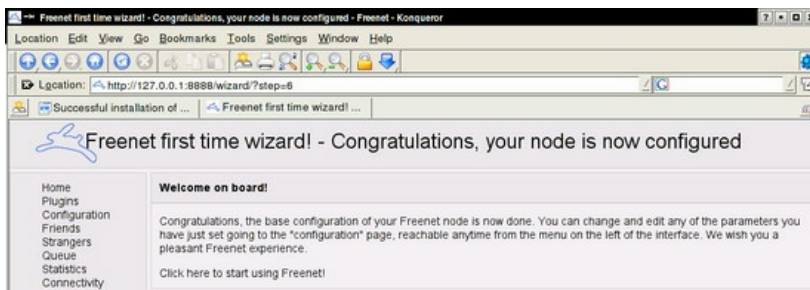 Freenet first time wizard! - Congratulations, your node is now configured - Freenet - Konqueror
Location Edit View Go Bookmarks Tools Settings Window Help
Location: http://127.0.0.1:8888/wizard/?step=6
Successful installation of ... Freenet first time wizard! ...
Freenet first time wizard! - Congratulations, your node is now configured
Home
Plugins
Configuration
Friends
Strangers
Queue
Statistics
Connectivity
Welcome on board!
Congratulations, the base configuration of your Freenet node is now done. You can change and edit any of the parameters you
have just set going to the "configuration" page, reachable anytime from the menu on the left of the interface. We wish you a
pleasant Freenet experience.
Click here to start using Freenet!